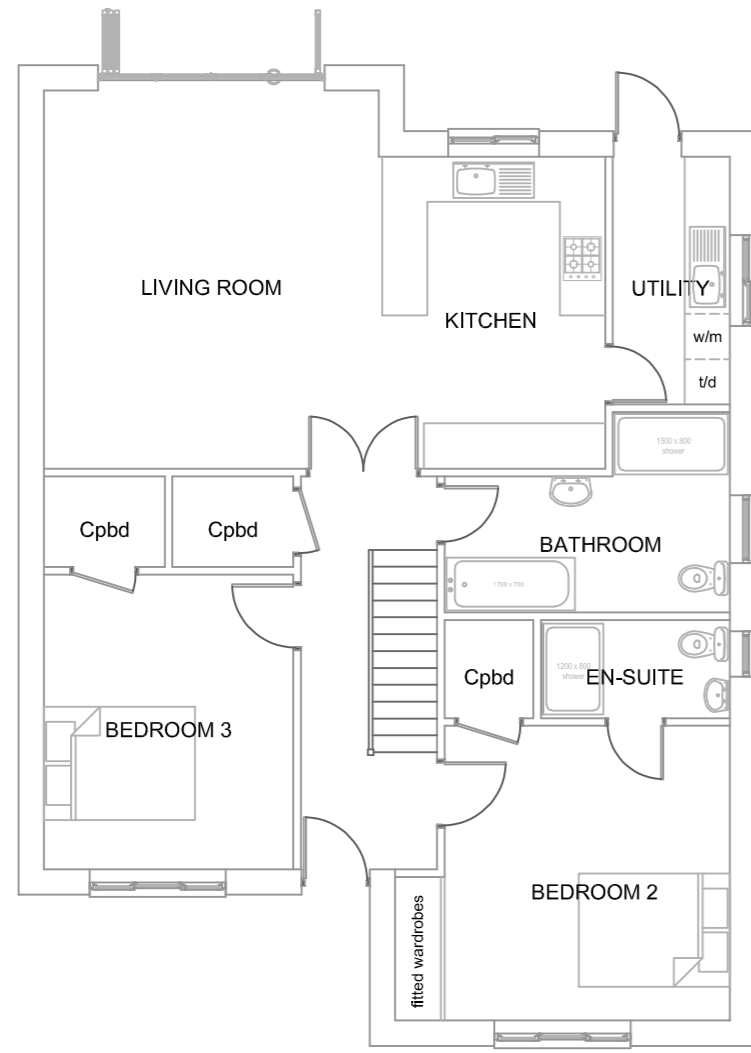 LIVING ROOM
KITCHEN
UTILITY
w/m
t/d
1500 x 800
shower
Cpbd
Cpbd
BATHROOM
1700 x 700
1200 x 800
shower
EN-SUITE
Cpbd
BEDROOM 3
BEDROOM 2
fitted wardrobes